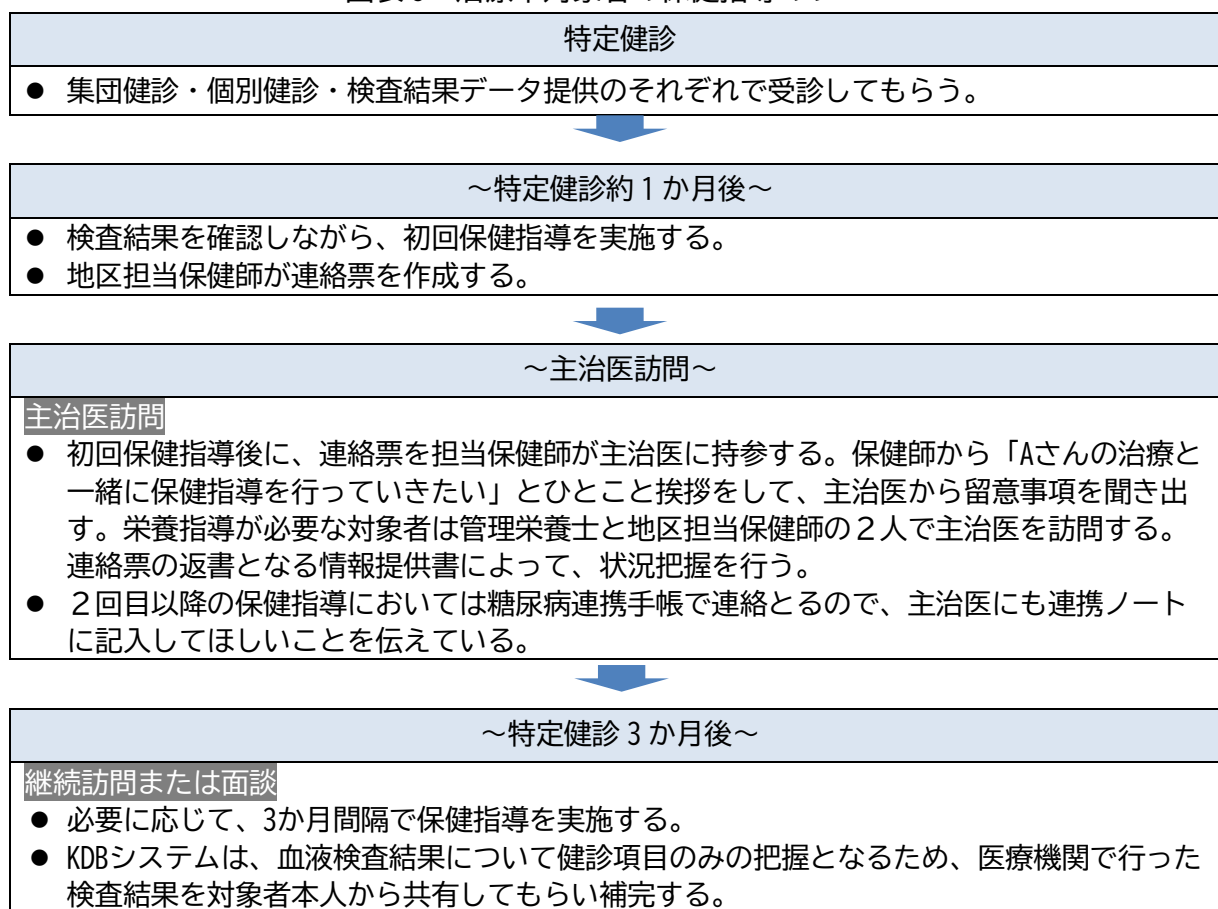 特定健診
● 集団健診・個別健診・検査結果データ提供のそれぞれで受診してもらう。
～特定健診約1か月後～
● 検査結果を確認しながら、初回保健指導を実施する。
● 地区担当保健師が連絡票を作成する。
～主治医訪問～
主治医訪問
● 初回保健指導後に、連絡票を担当保健師が主治医に持参する。保健師から「Aさんの治療と
一緒に保健指導を行っていきたい」とひとこと挨拶をして、主治医から留意事項を聞き出
す。栄養指導が必要な対象者は管理栄養士と地区担当保健師の２人で主治医を訪問する。
連絡票の返書となる情報提供書によって、状況把握を行う。
● ２回目以降の保健指導においては糖尿病連携手帳で連絡とるので、主治医にも連携ノート
に記入してほしいことを伝えている。
～特定健診３か月後～
継続訪問または面談
● 必要に応じて、3か月間隔で保健指導を実施する。
● KDBシステムは、血液検査結果について健診項目のみの把握となるため、医療機関で行った
検査結果を対象者本人から共有してもらい補完する。